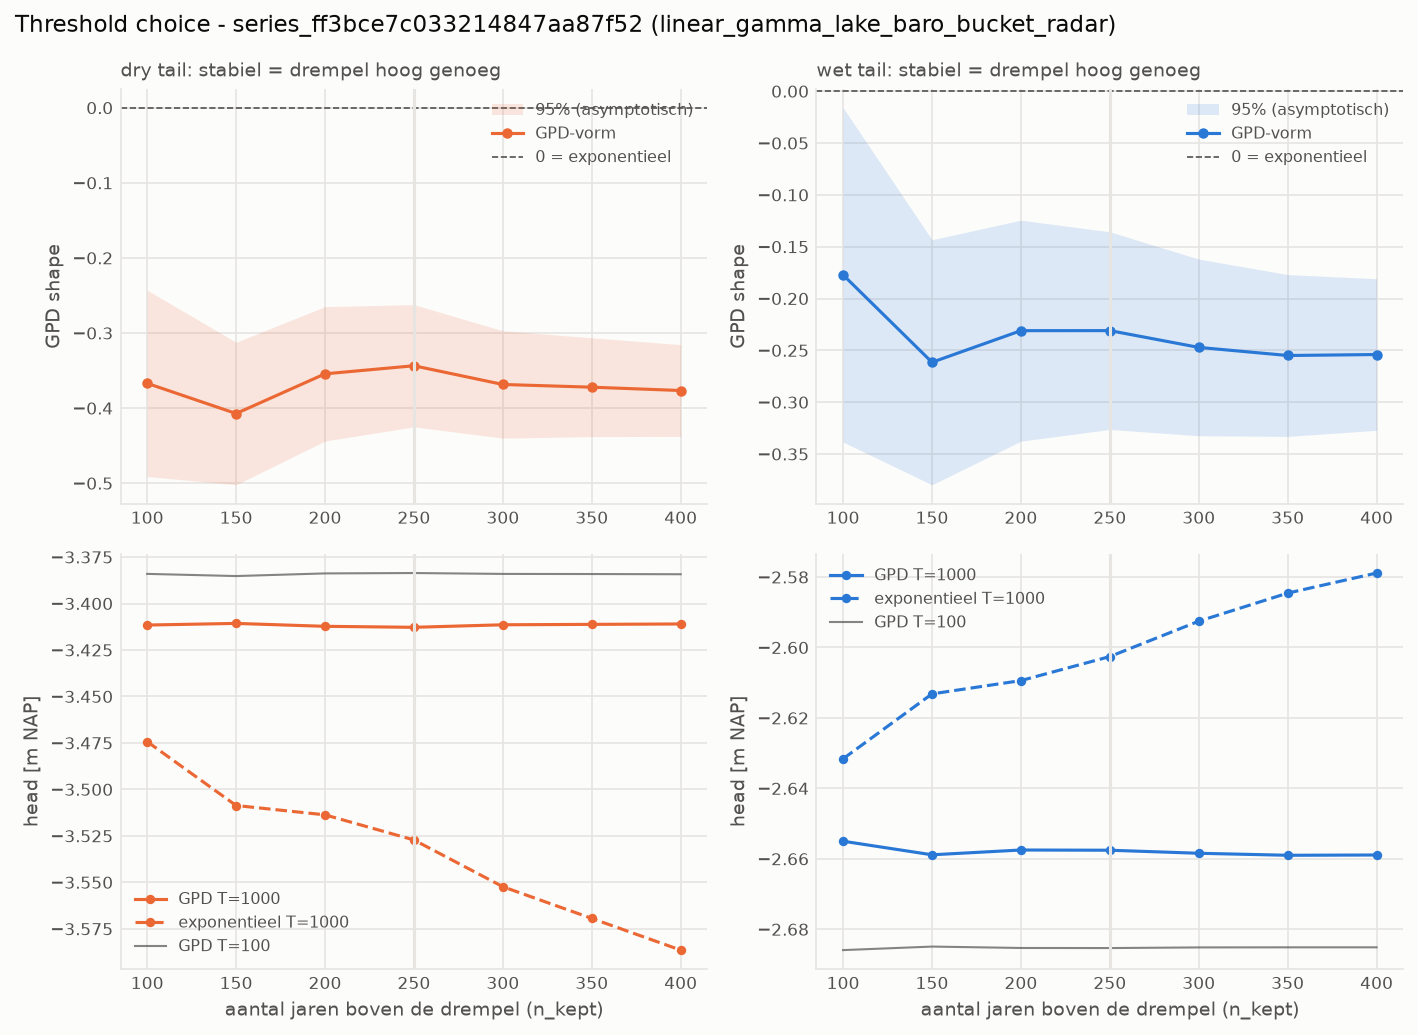 Threshold choice - series_ff3bce7c033214847aa87f52 (linear_gamma_lake_baro_bucket_radar)
dry tail: stabiel = drempel hoog genoeg
GPD shape
0.0
−0.1
−0.2
−0.3
−0.4
−0.5
95% (asymptotisch)
GPD-vorm
0 = exponentieel
100 150 200 250 300 350 400
wet tail: stabiel = drempel hoog genoeg
GPD shape
0.00
−0.05
−0.10
−0.15
−0.20
−0.25
−0.30
−0.35
95% (asymptotisch)
GPD-vorm
0 = exponentieel
100 150 200 250 300 350 400
head [m NAP]
−3.375
−3.400
−3.425
−3.450
−3.475
−3.500
−3.525
−3.550
−3.575
GPD T=1000
exponentieel T=1000
GPD T=100
100 150 200 250 300 350 400
aantal jaren boven de drempel (n_kept)
head [m NAP]
−2.58
−2.60
−2.62
−2.64
−2.66
−2.68
GPD T=1000
exponentieel T=1000
GPD T=100
100 150 200 250 300 350 400
aantal jaren boven de drempel (n_kept)